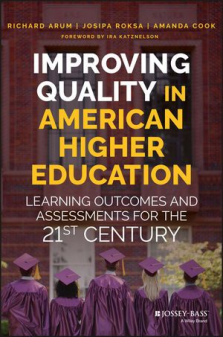 RICHARD ARUM | JOSIPA ROKSA | AMANDA COOK
FOREWORD BY IRA KATZNELSON
IMPROVING
QUALITY IN
AMERICAN
HIGHER
EDUCATION
LEARNING OUTCOMES AND
ASSESSMENTS FOR THE
21ST CENTURY
JOSSEY-BASS
A Wiley Brand